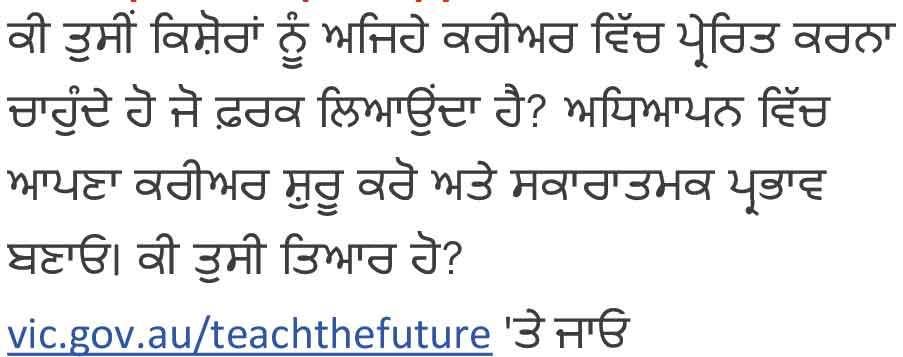 ਕੀ ਤੁਸੀਂ ਕਿਸ਼ੋਰਾਂ ਨੂੰ ਅਜਿਹੇ ਕਰੀਅਰ ਵਿੱਚ ਪ੍ਰੇਰਿਤ ਕਰਨਾ
ਚਾਹੁੰਦੇ ਹੋ ਜੋ ਫ਼ਰਕ ਲਿਆਉਂਦਾ ਹੈ? ਅਧਿਆਪਨ ਵਿੱਚ
ਆਪਣਾ ਕਰੀਅਰ ਸ਼ੁਰੂ ਕਰੋ ਅਤੇ ਸਕਾਰਾਤਮਕ ਪ੍ਰਭਾਵ
ਬਣਾਓ। ਕੀ ਤੁਸੀ ਤਿਆਰ ਹੋ?
vic.gov.au/teachthefuture 'ਤੇ ਜਾਓ